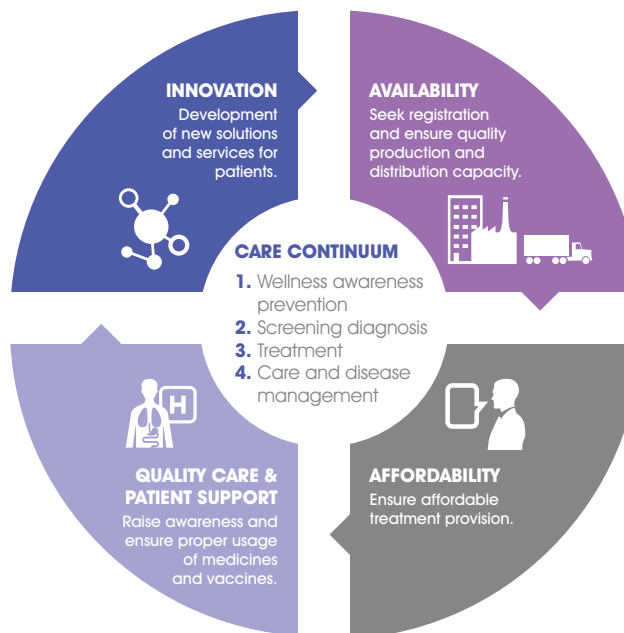 INNOVATION
Development
of new solutions
and services for
patients.
AVAILABILITY
Seek registration
and ensure quality
production and
distribution capacity.
CARE CONTINUUM
1. Wellness awareness
prevention
2. Screening diagnosis
3. Treatment
4. Care and disease
management
H
QUALITY CARE &
PATIENT SUPPORT
Raise awareness and
ensure proper usage
of medicines
and vaccines.
AFFORDABILITY
Ensure affordable
treatment provision.